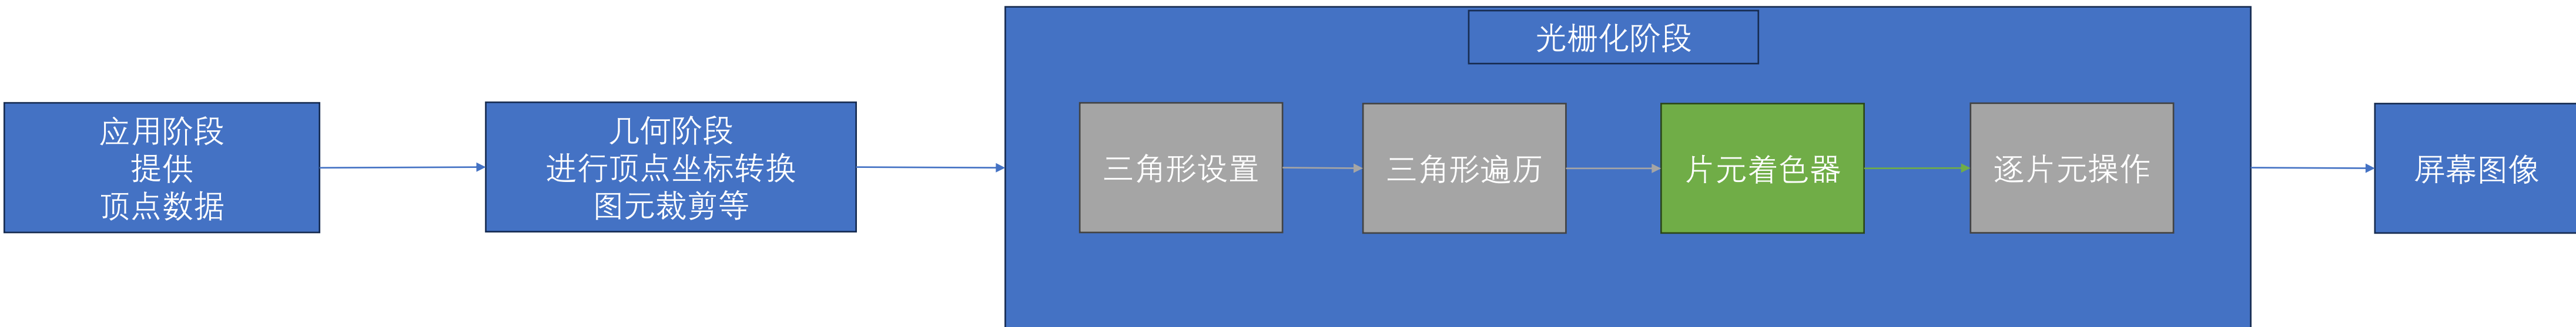 应用阶段
提供
顶点数据
几何阶段
进行顶点坐标转换
图元裁剪等
光栅化阶段
三角形设置
三角形遍历
片元着色器
逐片元操作
屏幕图像